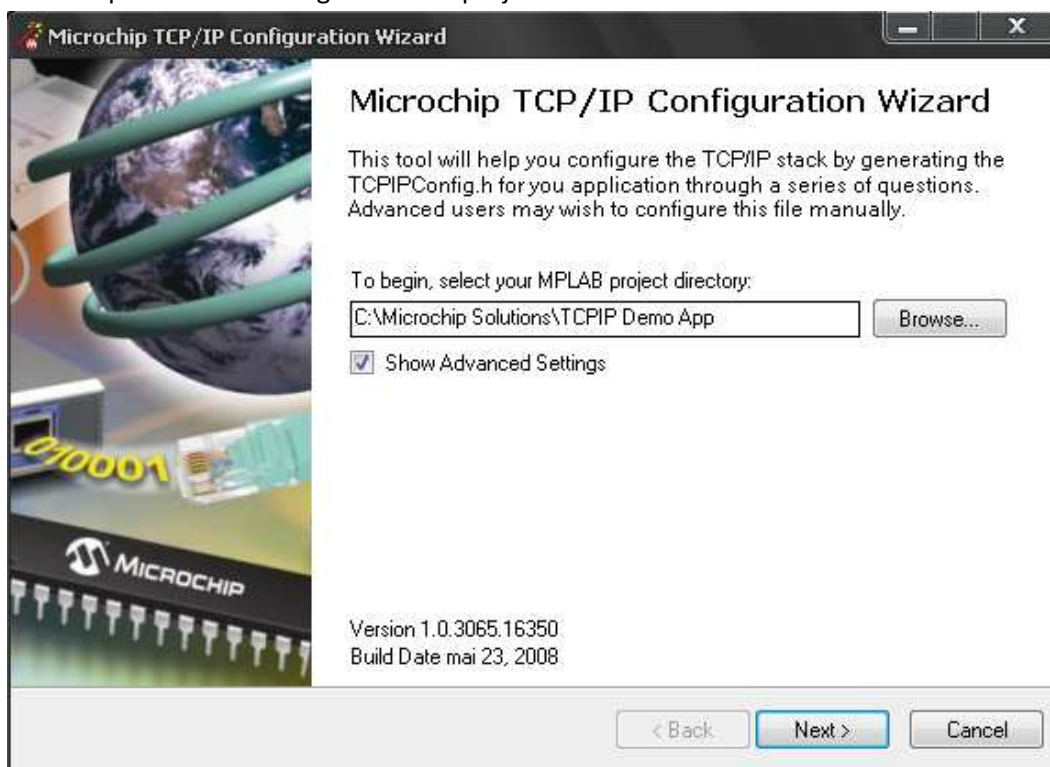 Microchip TCP/IP Configuration Wizard
Microchip TCP/IP Configuration Wizard
This tool will help you configure the TCP/IP stack by generating the
TCPIPConfig.h for you application through a series of questions.
Advanced users may wish to configure this file manually.
To begin, select your MPLAB project directory:
C:\Microchip Solutions\TCPIP Demo App
Browse...
Show Advanced Settings
010001
MICROCHIP
Version 1.0.3065.16350
Build Date mai 23, 2008
< Back
Next >
Cancel